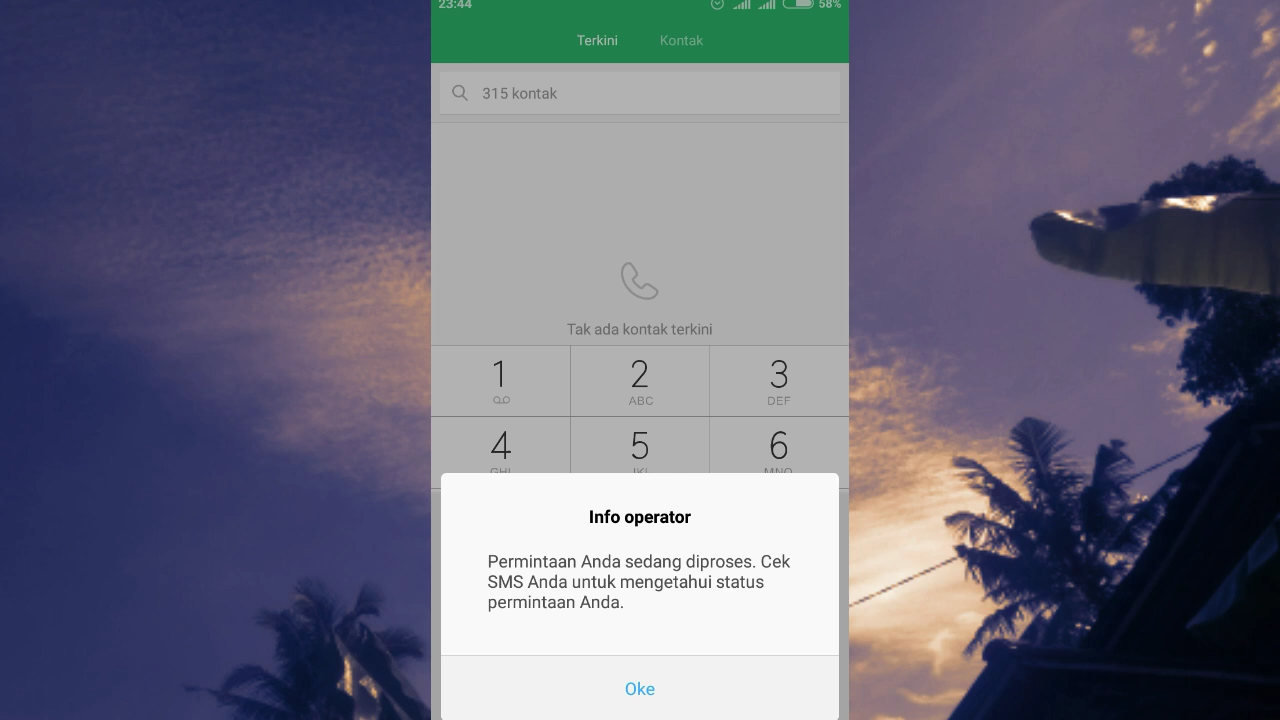 23:44
58%
Terkini Kontak
315 kontak
Tak ada kontak terkini
1 2 3
ABC DEF
4 5 6
GHI JKL MNO
Info operator
Permintaan Anda sedang diproses. Cek
SMS Anda untuk mengetahui status
permintaan Anda.
Oke